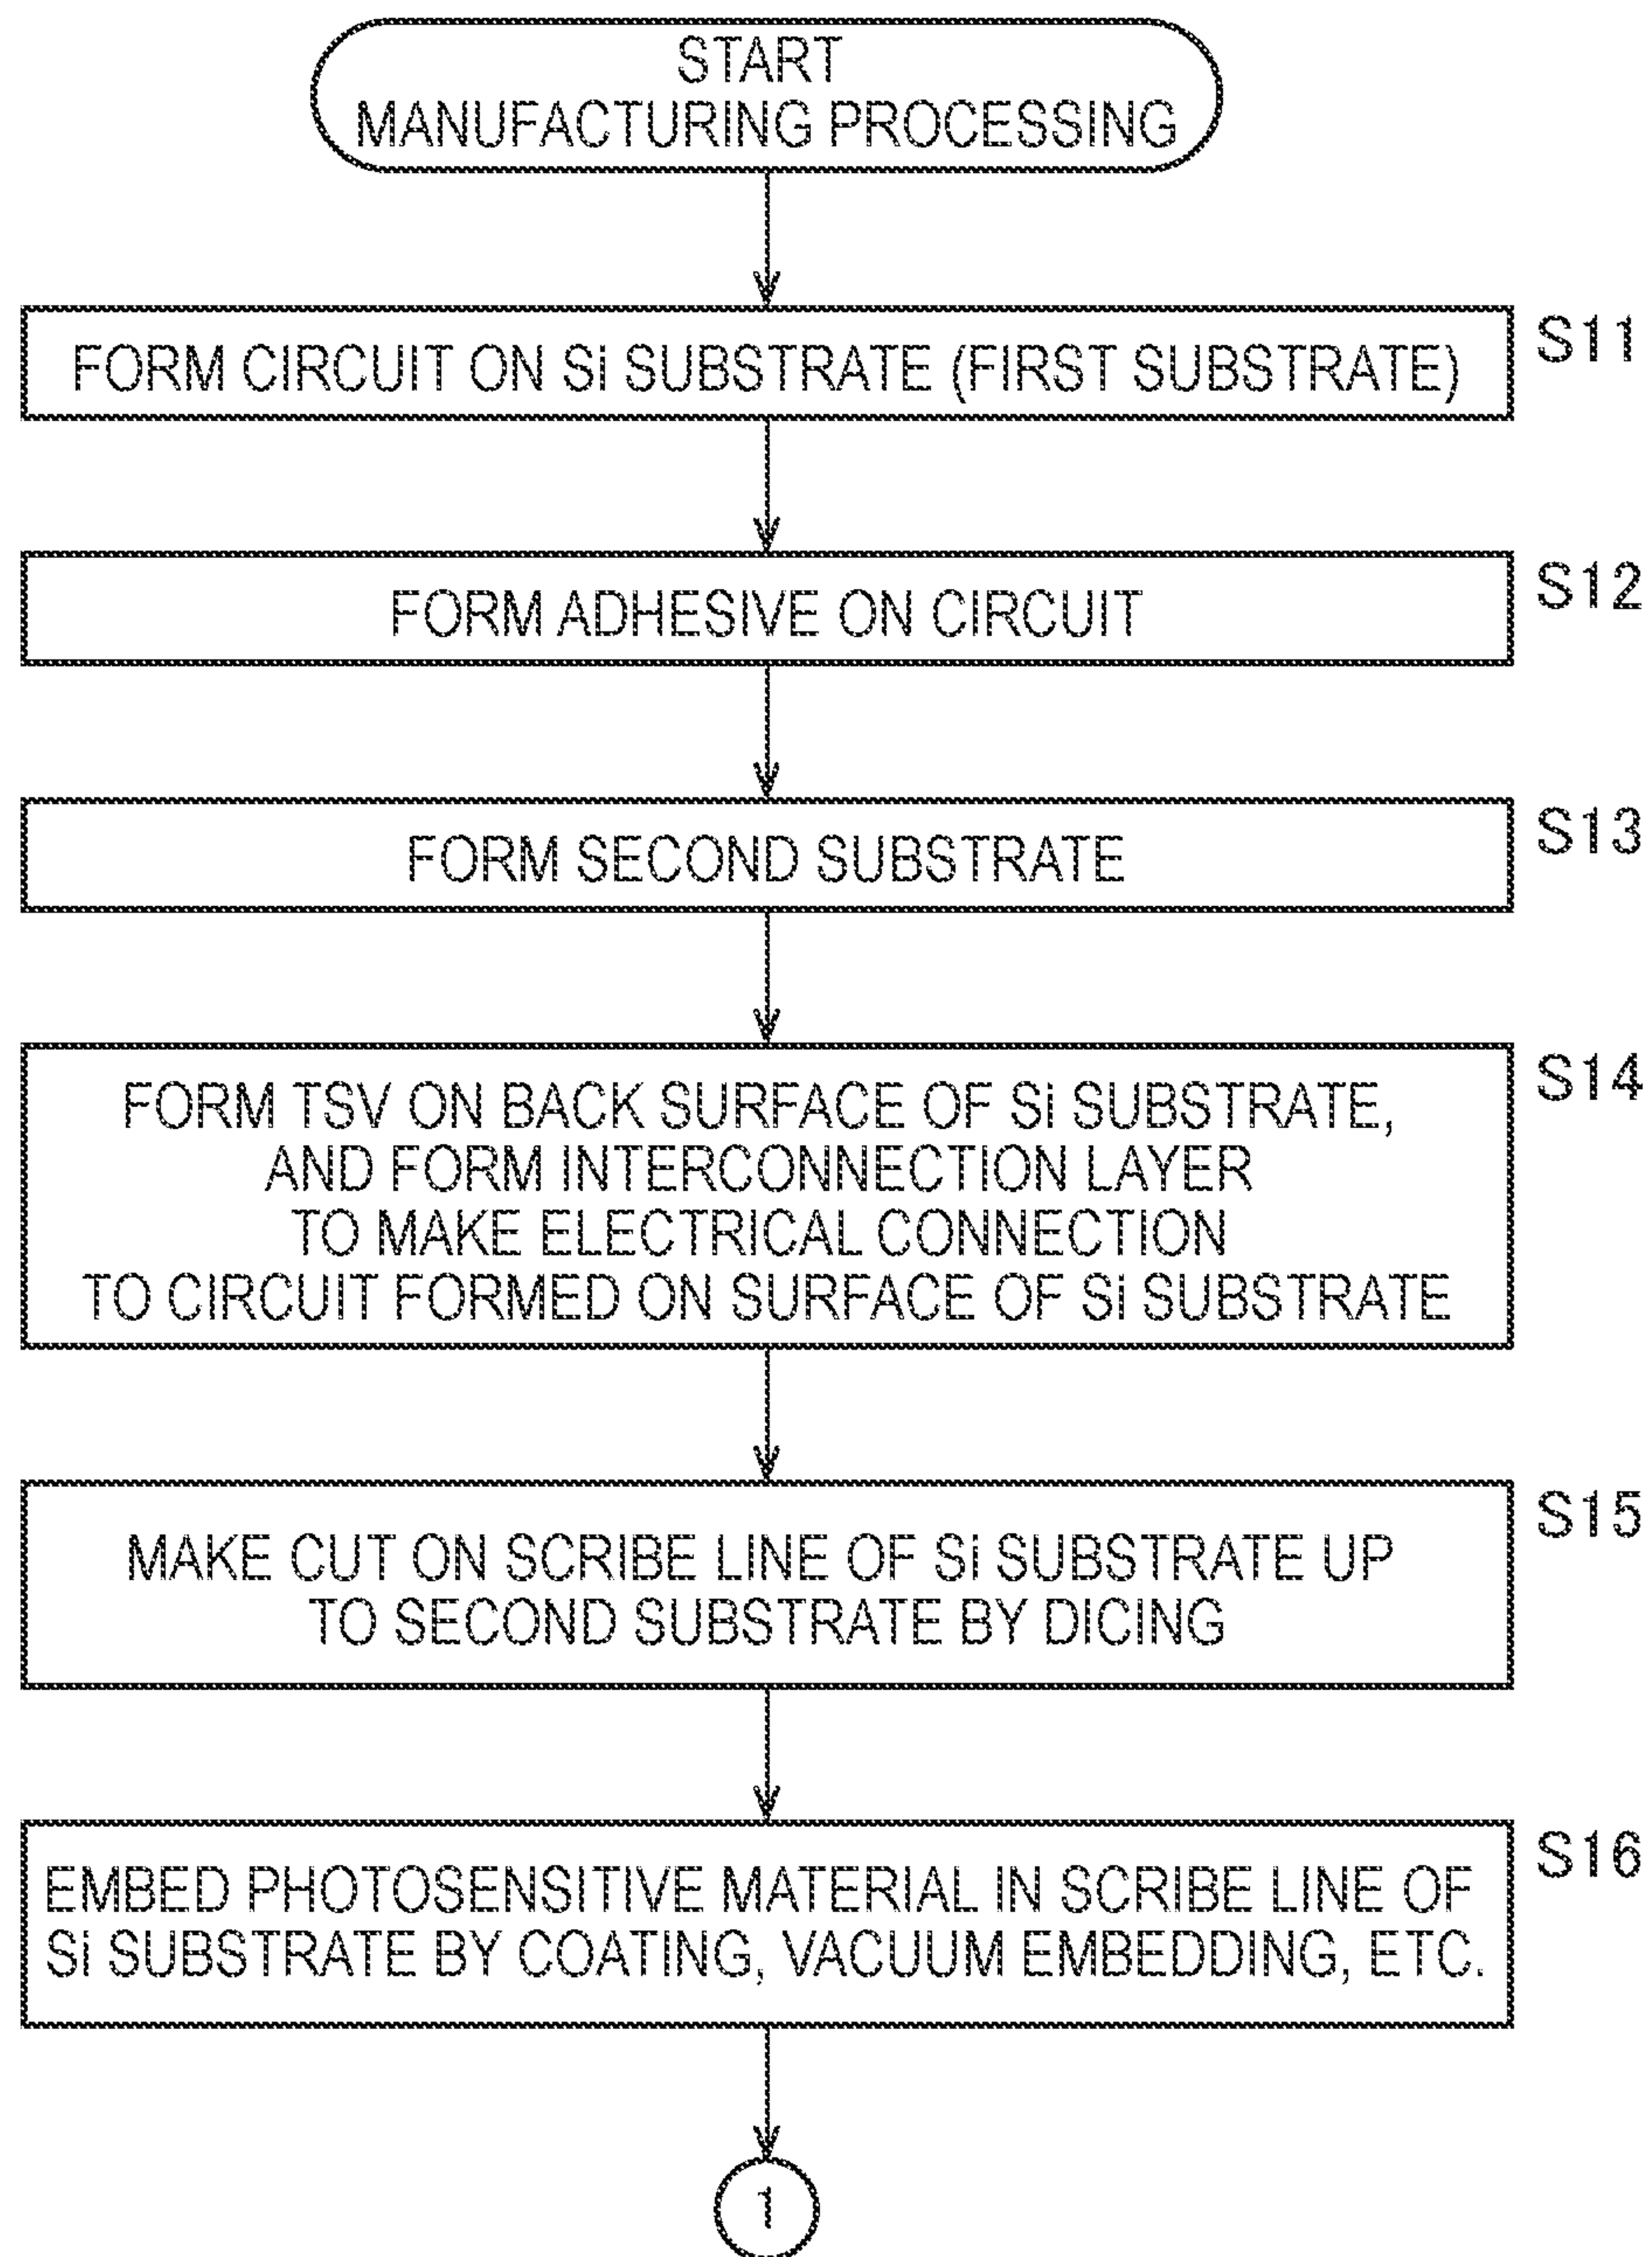 START
MANUFACTURING PROCESSING
FORM CIRCUIT ON Si SUBSTRATE (FIRST SUBSTRATE)
S11
FORM ADHESIVE ON CIRCUIT
S12
FORM SECOND SUBSTRATE
S13
FORM TSV ON BACK SURFACE OF Si SUBSTRATE,
AND FORM INTERCONNECTION LAYER
TO MAKE ELECTRICAL CONNECTION
TO CIRCUIT FORMED ON SURFACE OF Si SUBSTRATE
S14
MAKE CUT ON SCRIBE LINE OF Si SUBSTRATE UP
TO SECOND SUBSTRATE BY DICING
S15
EMBED PHOTOSENSITIVE MATERIAL IN SCRIBE LINE OF
Si SUBSTRATE BY COATING, VACUUM EMBEDDING, ETC.
S16
1